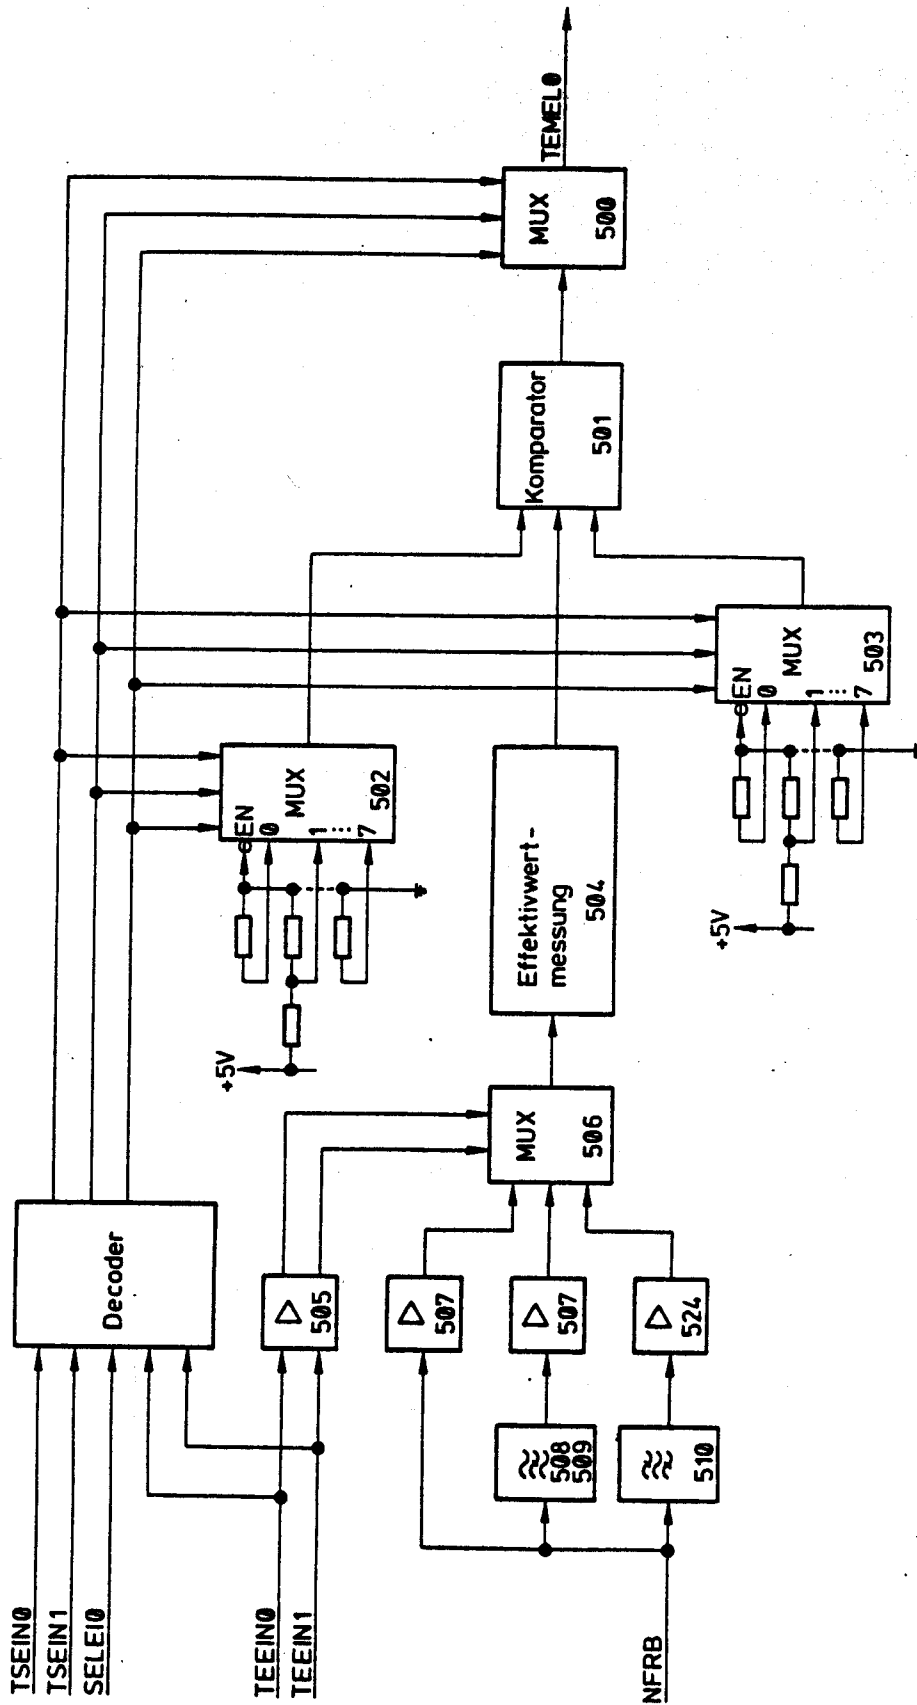 TSEIN0
TSEIN1
SELEI0
TEEIN0
TEEIN1
NFRB
Decoder
505
507
507
524
508
509
510
MUX
506
+5V
EN
0
1
...
7
MUX
502
Effektivwert-
messung
504
+5V
EN
0
1
...
7
MUX
503
Komparator
501
MUX
500
TEMEL0